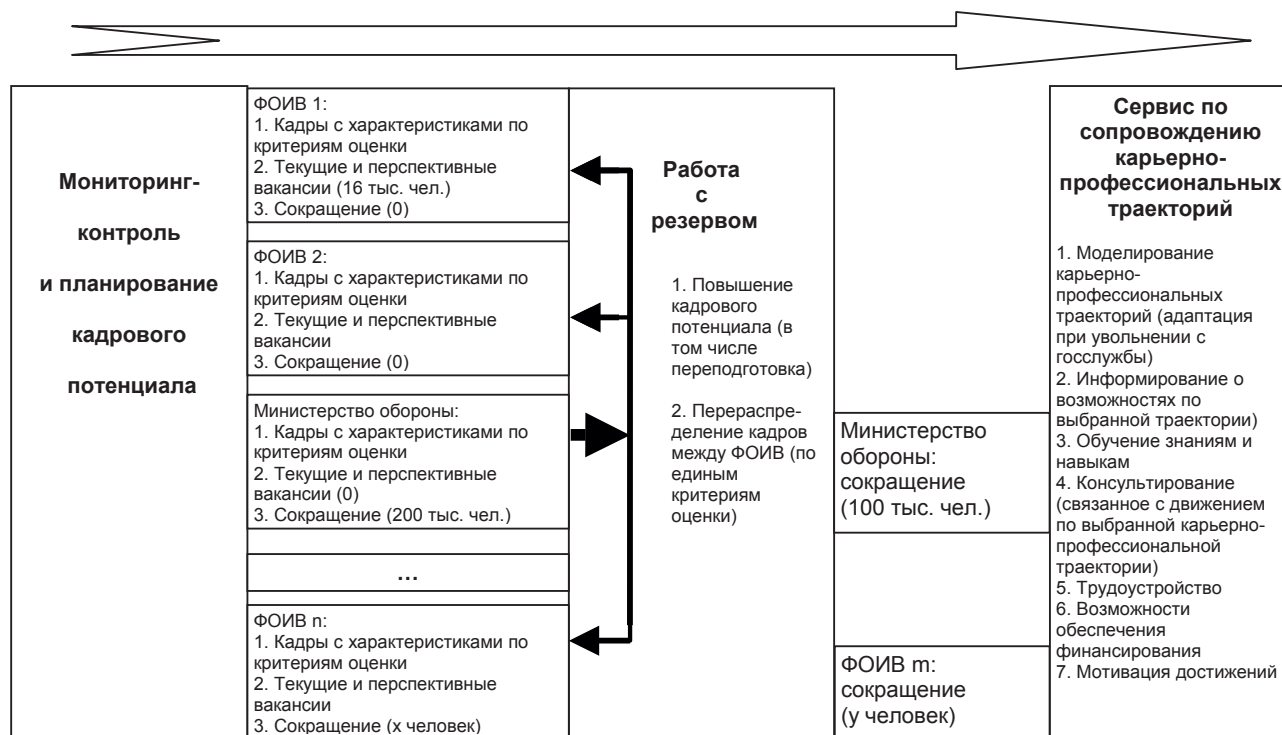 Мониторинг-
контроль
и планирование
кадрового
потенциала
ФОИВ 1:
1. Кадры с характеристиками по
критериям оценки
2. Текущие и перспективные
вакансии (16 тыс. чел.)
3. Сокращение (0)
ФОИВ 2:
1. Кадры с характеристиками по
критериям оценки
2. Текущие и перспективные
вакансии
3. Сокращение (0)
Министерство обороны:
1. Кадры с характеристиками по
критериям оценки
2. Текущие и перспективные
вакансии (0)
3. Сокращение (200 тыс. чел.)
...
ФОИВ n:
1. Кадры с характеристиками по
критериям оценки
2. Текущие и перспективные
вакансии
3. Сокращение (х человек)
Работа
с
резервом
1. Повышение
кадрового
потенциала (в
том числе
переподготовка)
2. Перераспре-
деление кадров
между ФОИВ (по
единым
критериям
оценки)
Министерство
обороны:
сокращение
(100 тыс. чел.)
ФОИВ m:
сокращение
(у человек)
Сервис по
сопровождению
карьерно-
профессиональных
траекторий
1. Моделирование
карьерно-
профессиональных
траекторий (адаптация
при увольнении с
госслужбы)
2. Информирование о
возможностях по
выбранной траектории)
3. Обучение знаниям и
навыкам
4. Консультирование
(связанное с движением
по выбранной карьерно-
профессиональной
траектории)
5. Трудоустройство
6. Возможности
обеспечения
финансирования
7. Мотивация достижений